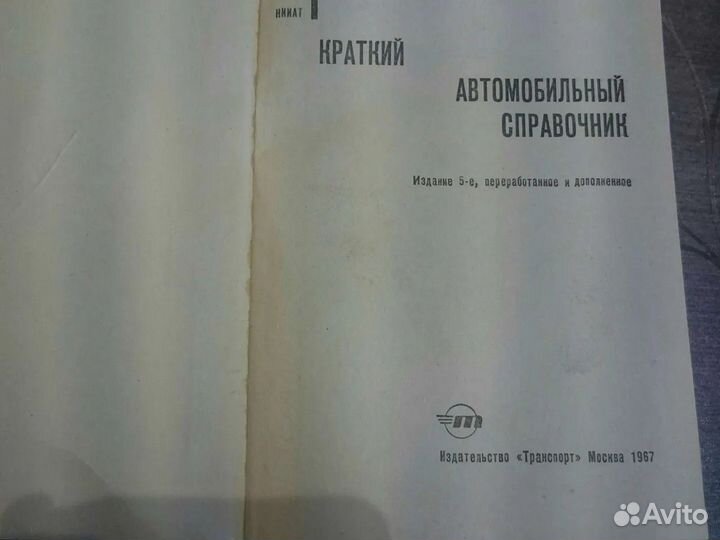 НИИАТ
КРАТКИЙ
АВТОМОБИЛЬНЫЙ
СПРАВОЧНИК
Издание 5-е, переработанное и дополненное
т
Издательство «Транспорт» Москва 1967
Avito